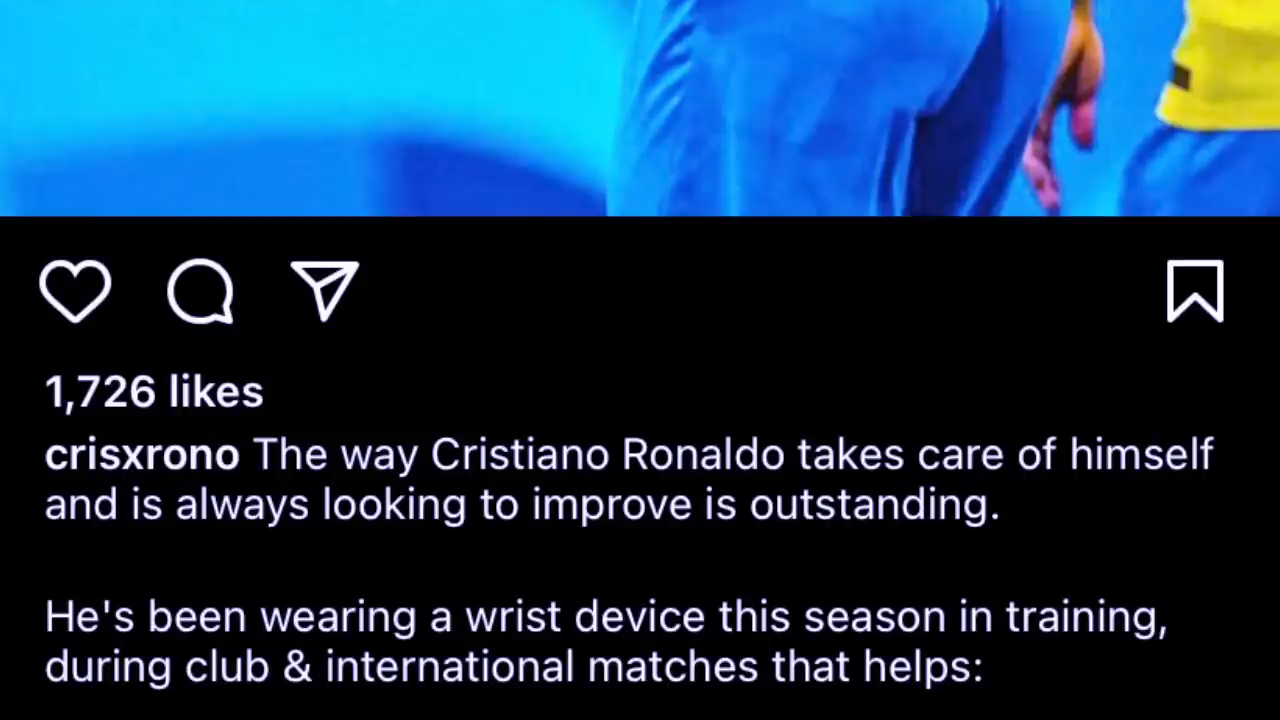 1,726 likes
crisxrono The way Cristiano Ronaldo takes care of himself
and is always looking to improve is outstanding.
He's been wearing a wrist device this season in training,
during club & international matches that helps: